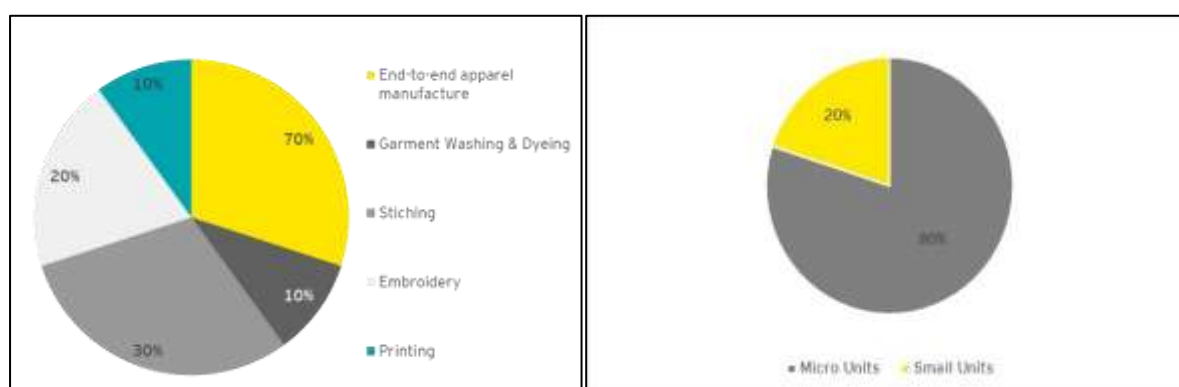 10%
70%
20%
10%
30%
End-to-end apparel
manufacture
Garment Washing & Dyeing
Stiching
Embroidery
Printing
20%
80%
Micro Units
Small Units